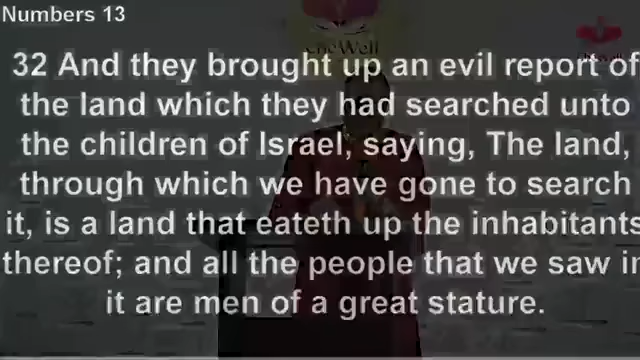 Numbers 13
theWell
32 And they brought up an evil report of
the land which they had searched unto
the children of Israel, saying, The land,
through which we have gone to search
it, is a land that eateth up the inhabitants
thereof; and all the people that we saw in
it are men of a great stature.